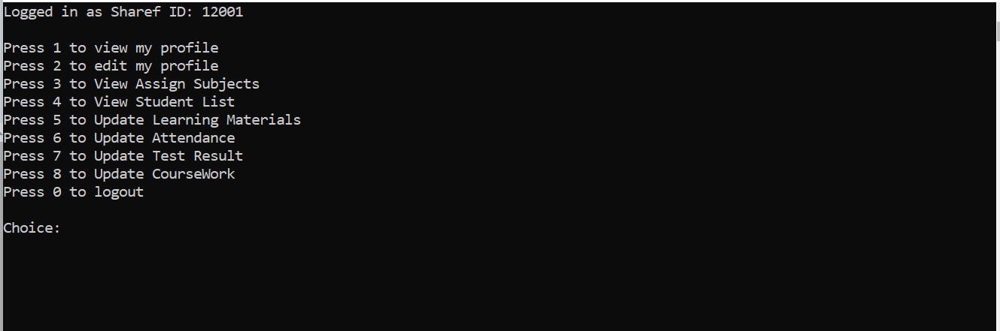 Logged in as Sharef ID: 12001
Press 1 to view my profile
Press 2 to edit my profile
Press 3 to View Assign Subjects
Press 4 to View Student List
Press 5 to Update Learning Materials
Press 6 to Update Attendance
Press 7 to Update Test Result
Press 8 to Update CourseWork
Press 0 to logout
Choice: